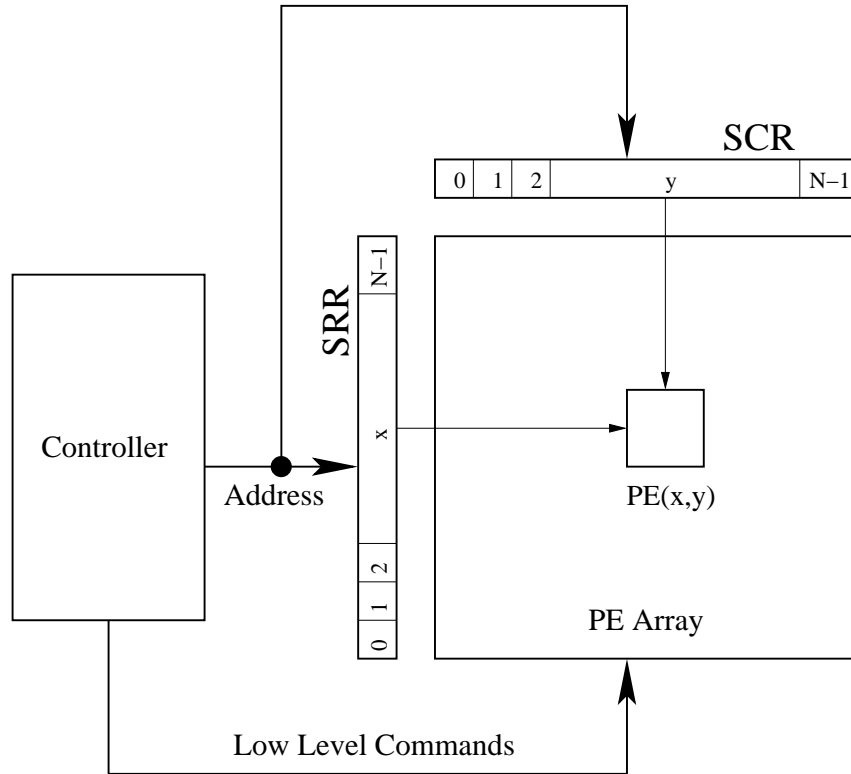 SCR
0 1 2 y N−1
SRR
N−1
x
2
1
0
Controller
Address
PE(x,y)
PE Array
Low Level Commands